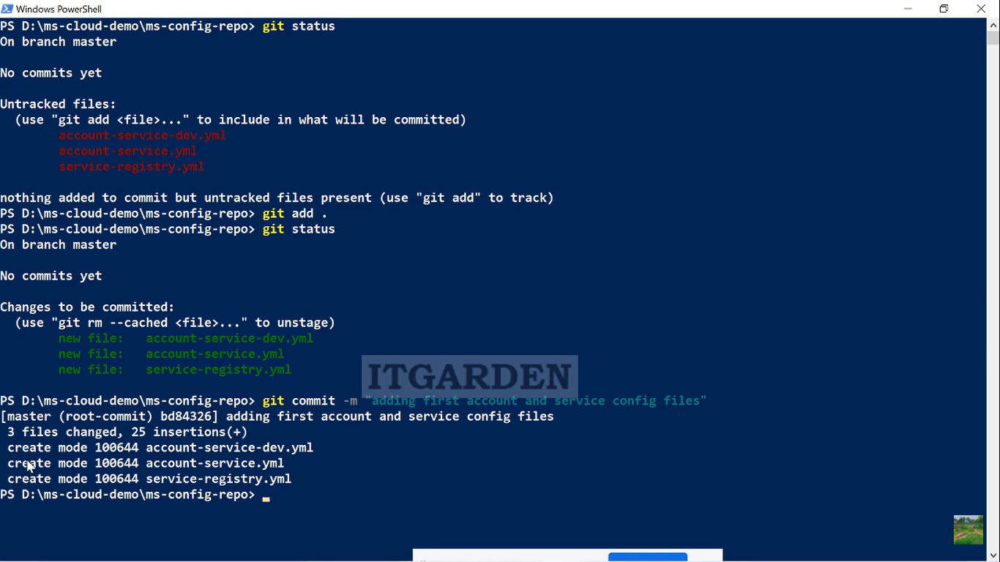 Windows PowerShell
PS D:\ms-cloud-demo\ms-config-repo> git status
On branch master
No commits yet
Untracked files:
  (use "git add <file>..." to include in what will be committed)
        account-service-dev.yml
        account-service.yml
        service-registry.yml
nothing added to commit but untracked files present (use "git add" to track)
PS D:\ms-cloud-demo\ms-config-repo> git add .
PS D:\ms-cloud-demo\ms-config-repo> git status
On branch master
No commits yet
Changes to be committed:
  (use "git rm --cached <file>..." to unstage)
        new file:   account-service-dev.yml
        new file:   account-service.yml
        new file:   service-registry.yml
ITGARDEN
PS D:\ms-cloud-demo\ms-config-repo> git commit -m "adding first account and service config files"
[master (root-commit) bd84326] adding first account and service config files
 3 files changed, 25 insertions(+)
 create mode 100644 account-service-dev.yml
 create mode 100644 account-service.yml
 create mode 100644 service-registry.yml
PS D:\ms-cloud-demo\ms-config-repo>